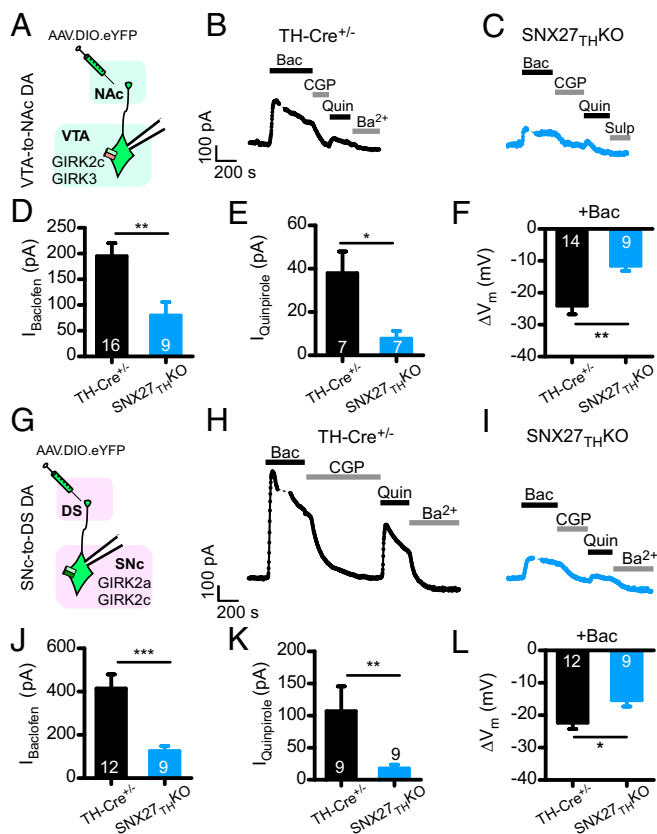 A
AAV.DIO.eYFP
NAc
VTA
GIRK2c
GIRK3
VTA-to-NAc DA
B
TH-Cre+/-
Bac
CGP
Quin
Ba2+
100 pA
200 s
C
SNX27THKO
Bac
CGP
Quin
Sulp
D
IBaclofen (pA)
250
200
150
100
50
0
**
16
9
TH-Cre+/-
SNX27THKO
E
IQuinpirole (pA)
60
40
20
0
*
7
7
TH-Cre+/-
SNX27THKO
F
+Bac
ΔVm (mV)
0
-10
-20
-30
-40
14
9
**
TH-Cre+/-
SNX27THKO
G
AAV.DIO.eYFP
DS
SNc
GIRK2a
GIRK2c
SNc-to-DS DA
H
TH-Cre+/-
Bac
CGP
Quin
Ba2+
100 pA
200 s
I
SNX27THKO
Bac
CGP
Quin
Ba2+
J
IBaclofen (pA)
600
400
200
0
***
12
9
TH-Cre+/-
SNX27THKO
K
IQuinpirole (pA)
200
150
100
50
0
**
9
9
TH-Cre+/-
SNX27THKO
L
+Bac
ΔVm (mV)
0
-10
-20
-30
-40
12
9
*
TH-Cre+/-
SNX27THKO